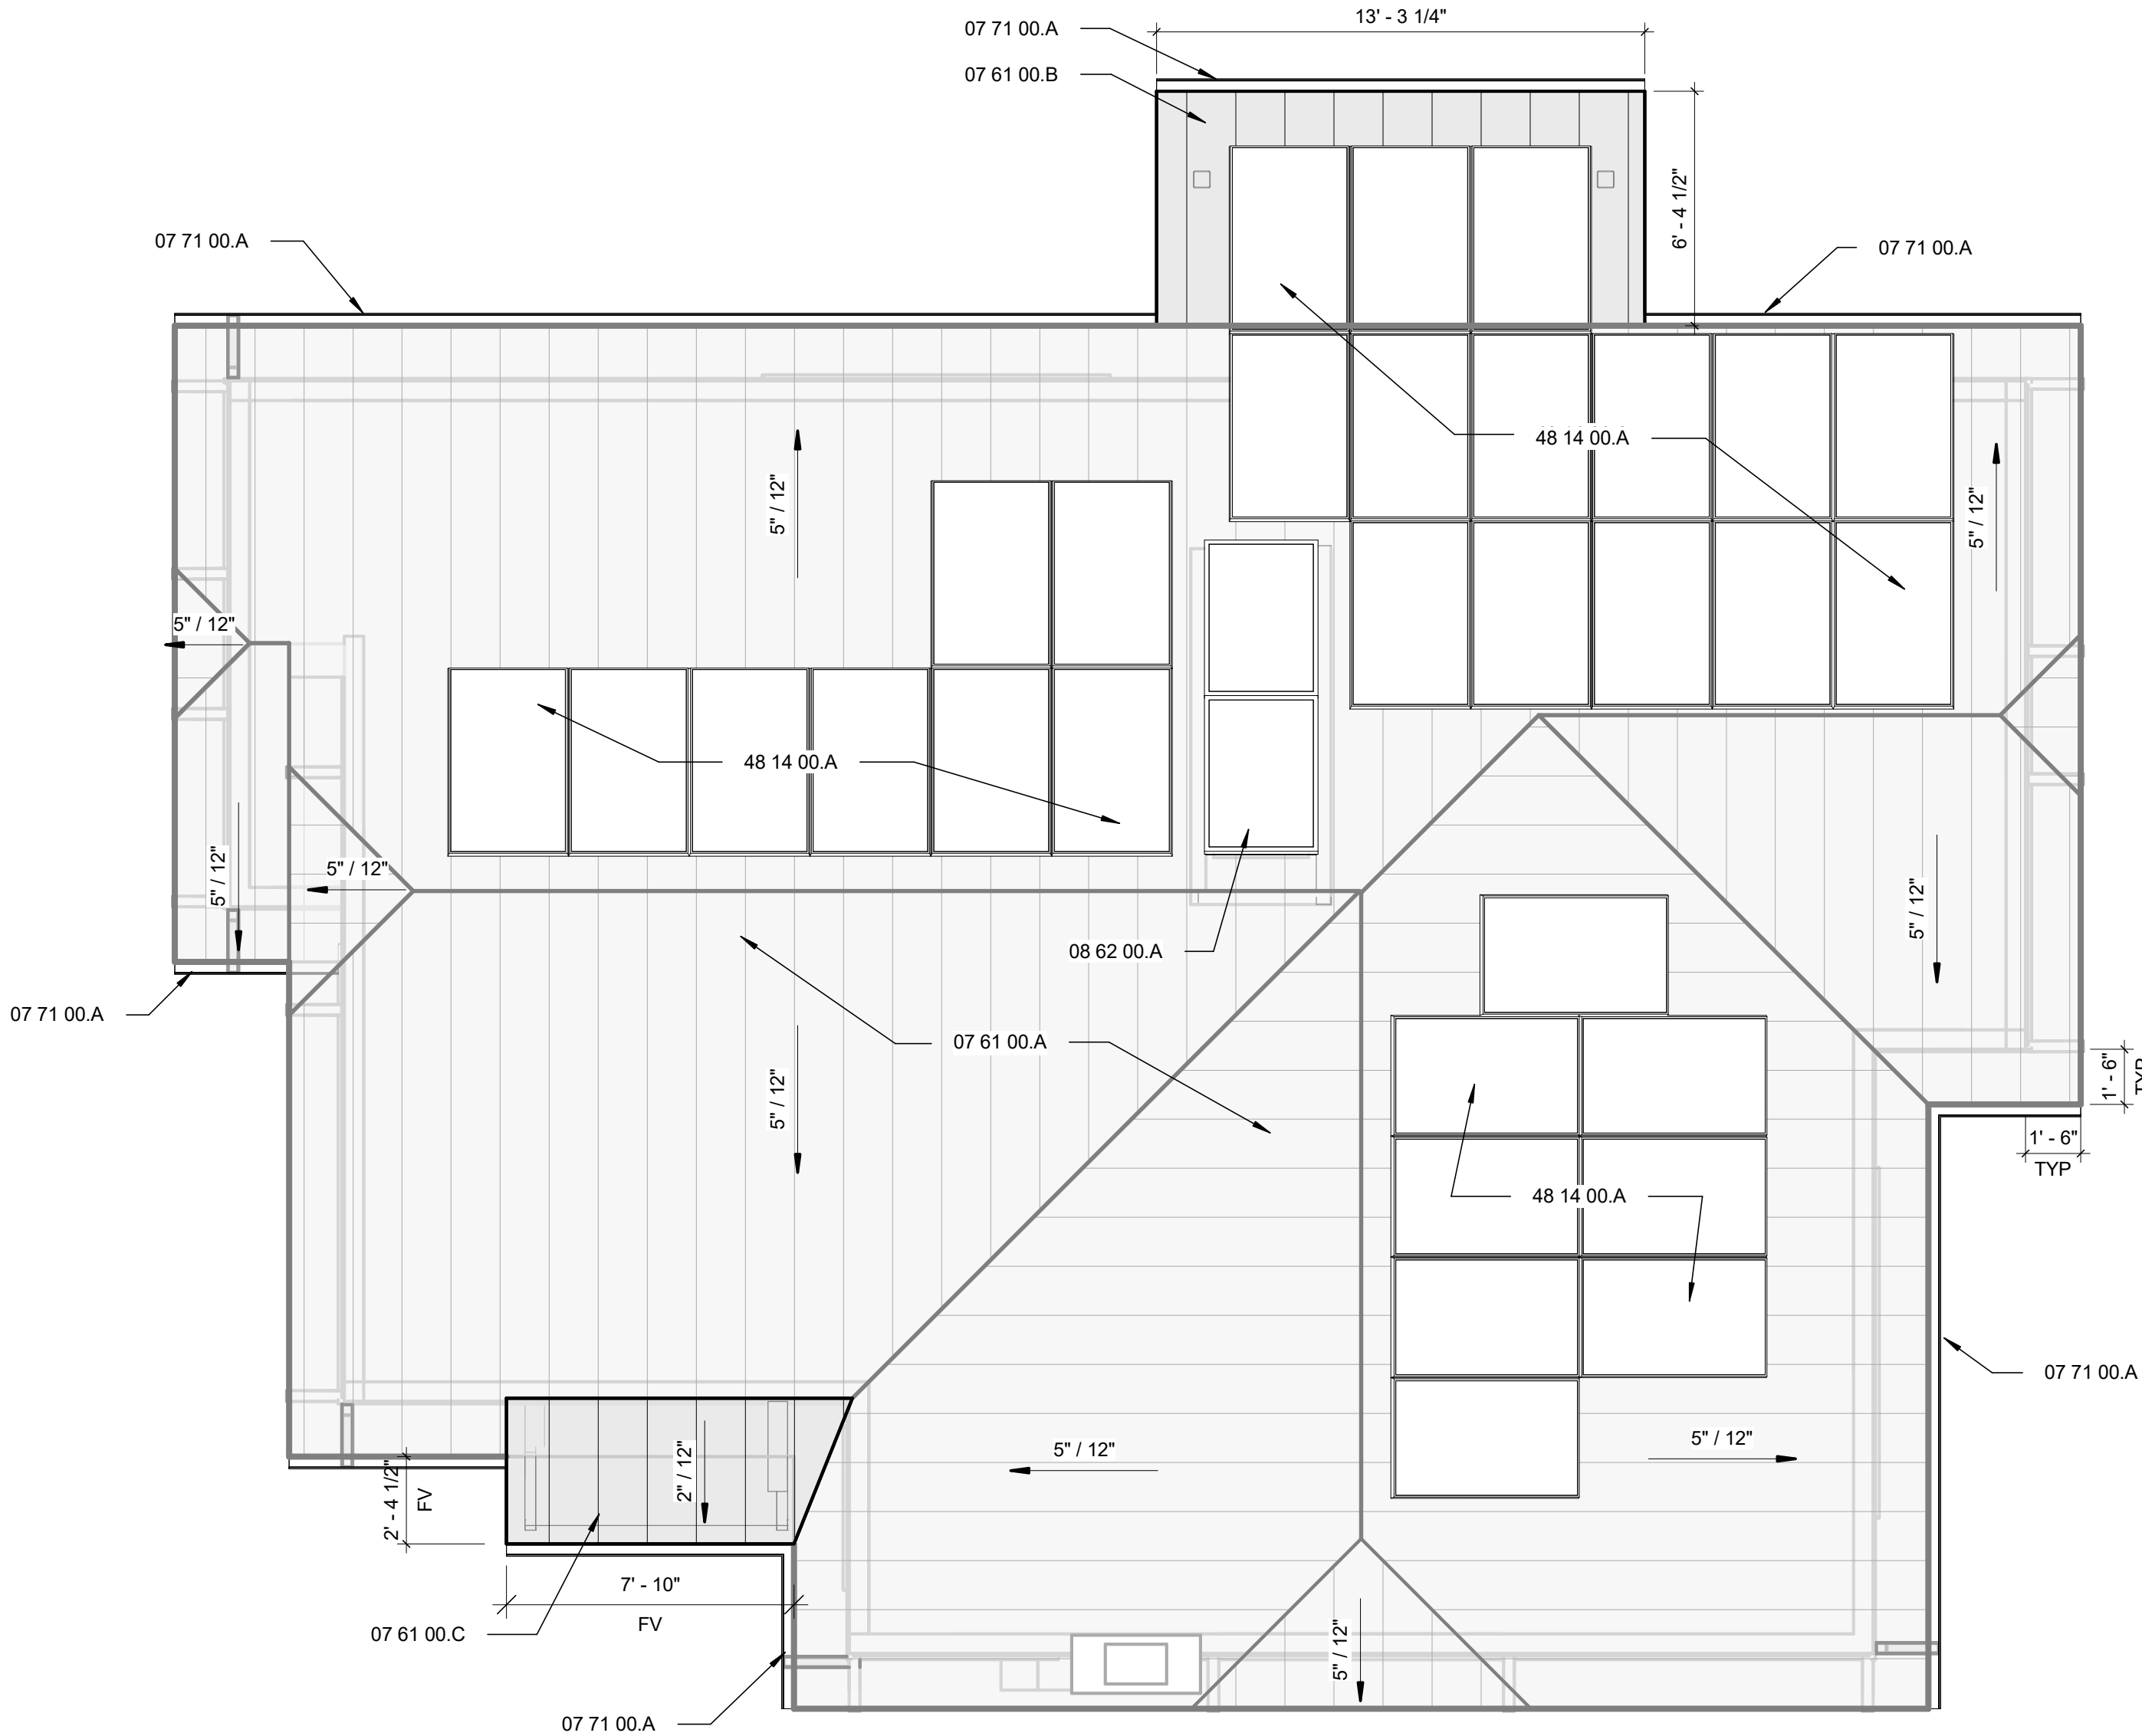 13' - 3 1/4"
07 71 00.A
07 61 00.B
6' - 4 1/2"
07 71 00.A
07 71 00.A
48 14 00.A
5" / 12"
5" / 12"
5" / 12"
48 14 00.A
5" / 12"
5" / 12"
5" / 12"
08 62 00.A
07 71 00.A
07 61 00.A
5" / 12"
1' - 6"
TYP
1' - 6"
TYP
48 14 00.A
07 71 00.A
5" / 12"
5" / 12"
2" / 12"
2' - 4 1/2"
FV
7' - 10"
FV
07 61 00.C
5" / 12"
07 71 00.A